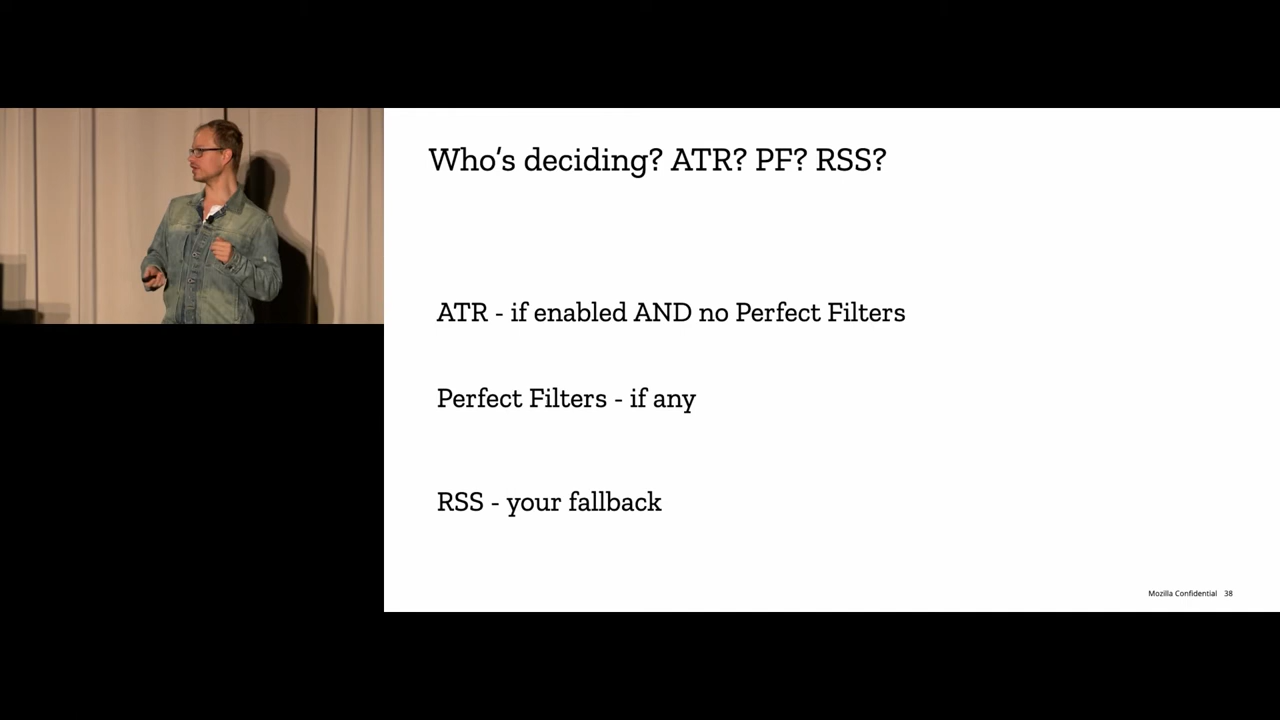 Who's deciding? ATR? PF? RSS?
ATR - if enabled AND no Perfect Filters
Perfect Filters - if any
RSS - your fallback
Mozilla Confidential 38